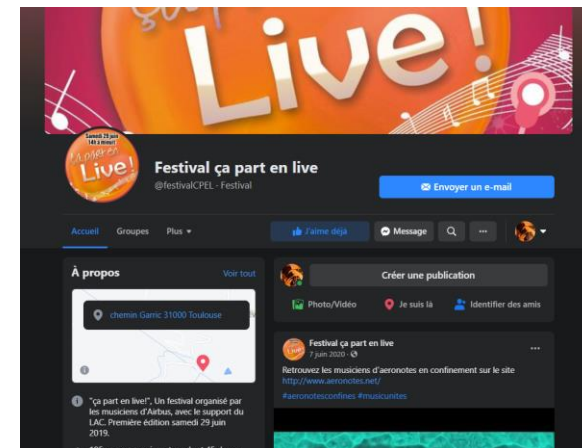 Live!
Samedi 29 juin
14h à minuit
Live!
Festival ça part en live
@festivalCPEL · Festival
Envoyer un e-mail
Accueil
Groupes
Plus
J'aime déjà
Message
À propos
Voir tout
chemin Garric 31000 Toulouse
"ça part en live!", Un festival organisé par
les musiciens d'Airbus, avec le support du
LAC. Première édition samedi 29 juin
2019.
Créer une publication
Photo/Vidéo
Je suis là
Identifier des amis
Festival ça part en live
7 juin 2020
Retrouvez les musiciens d'aeronotes en confinement sur le site
http://www.aeronotes.net/
#aeronotesconfines #musicunites